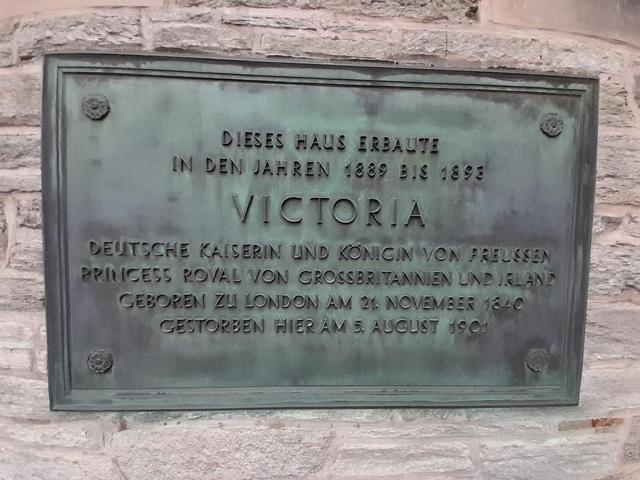 DIESES HAUS ERBAUTE
IN DEN JAHREN 1889 BIS 1893
VICTORIA
DEUTSCHE KAISERIN UND KÖNIGIN VON PREUSSEN
PRINCESS ROYAL VON GROSSBRITANNIEN UND IRLAND
GEBOREN ZU LONDON AM 21. NOVEMBER 1840
GESTORBEN HIER AM 5. AUGUST 1901